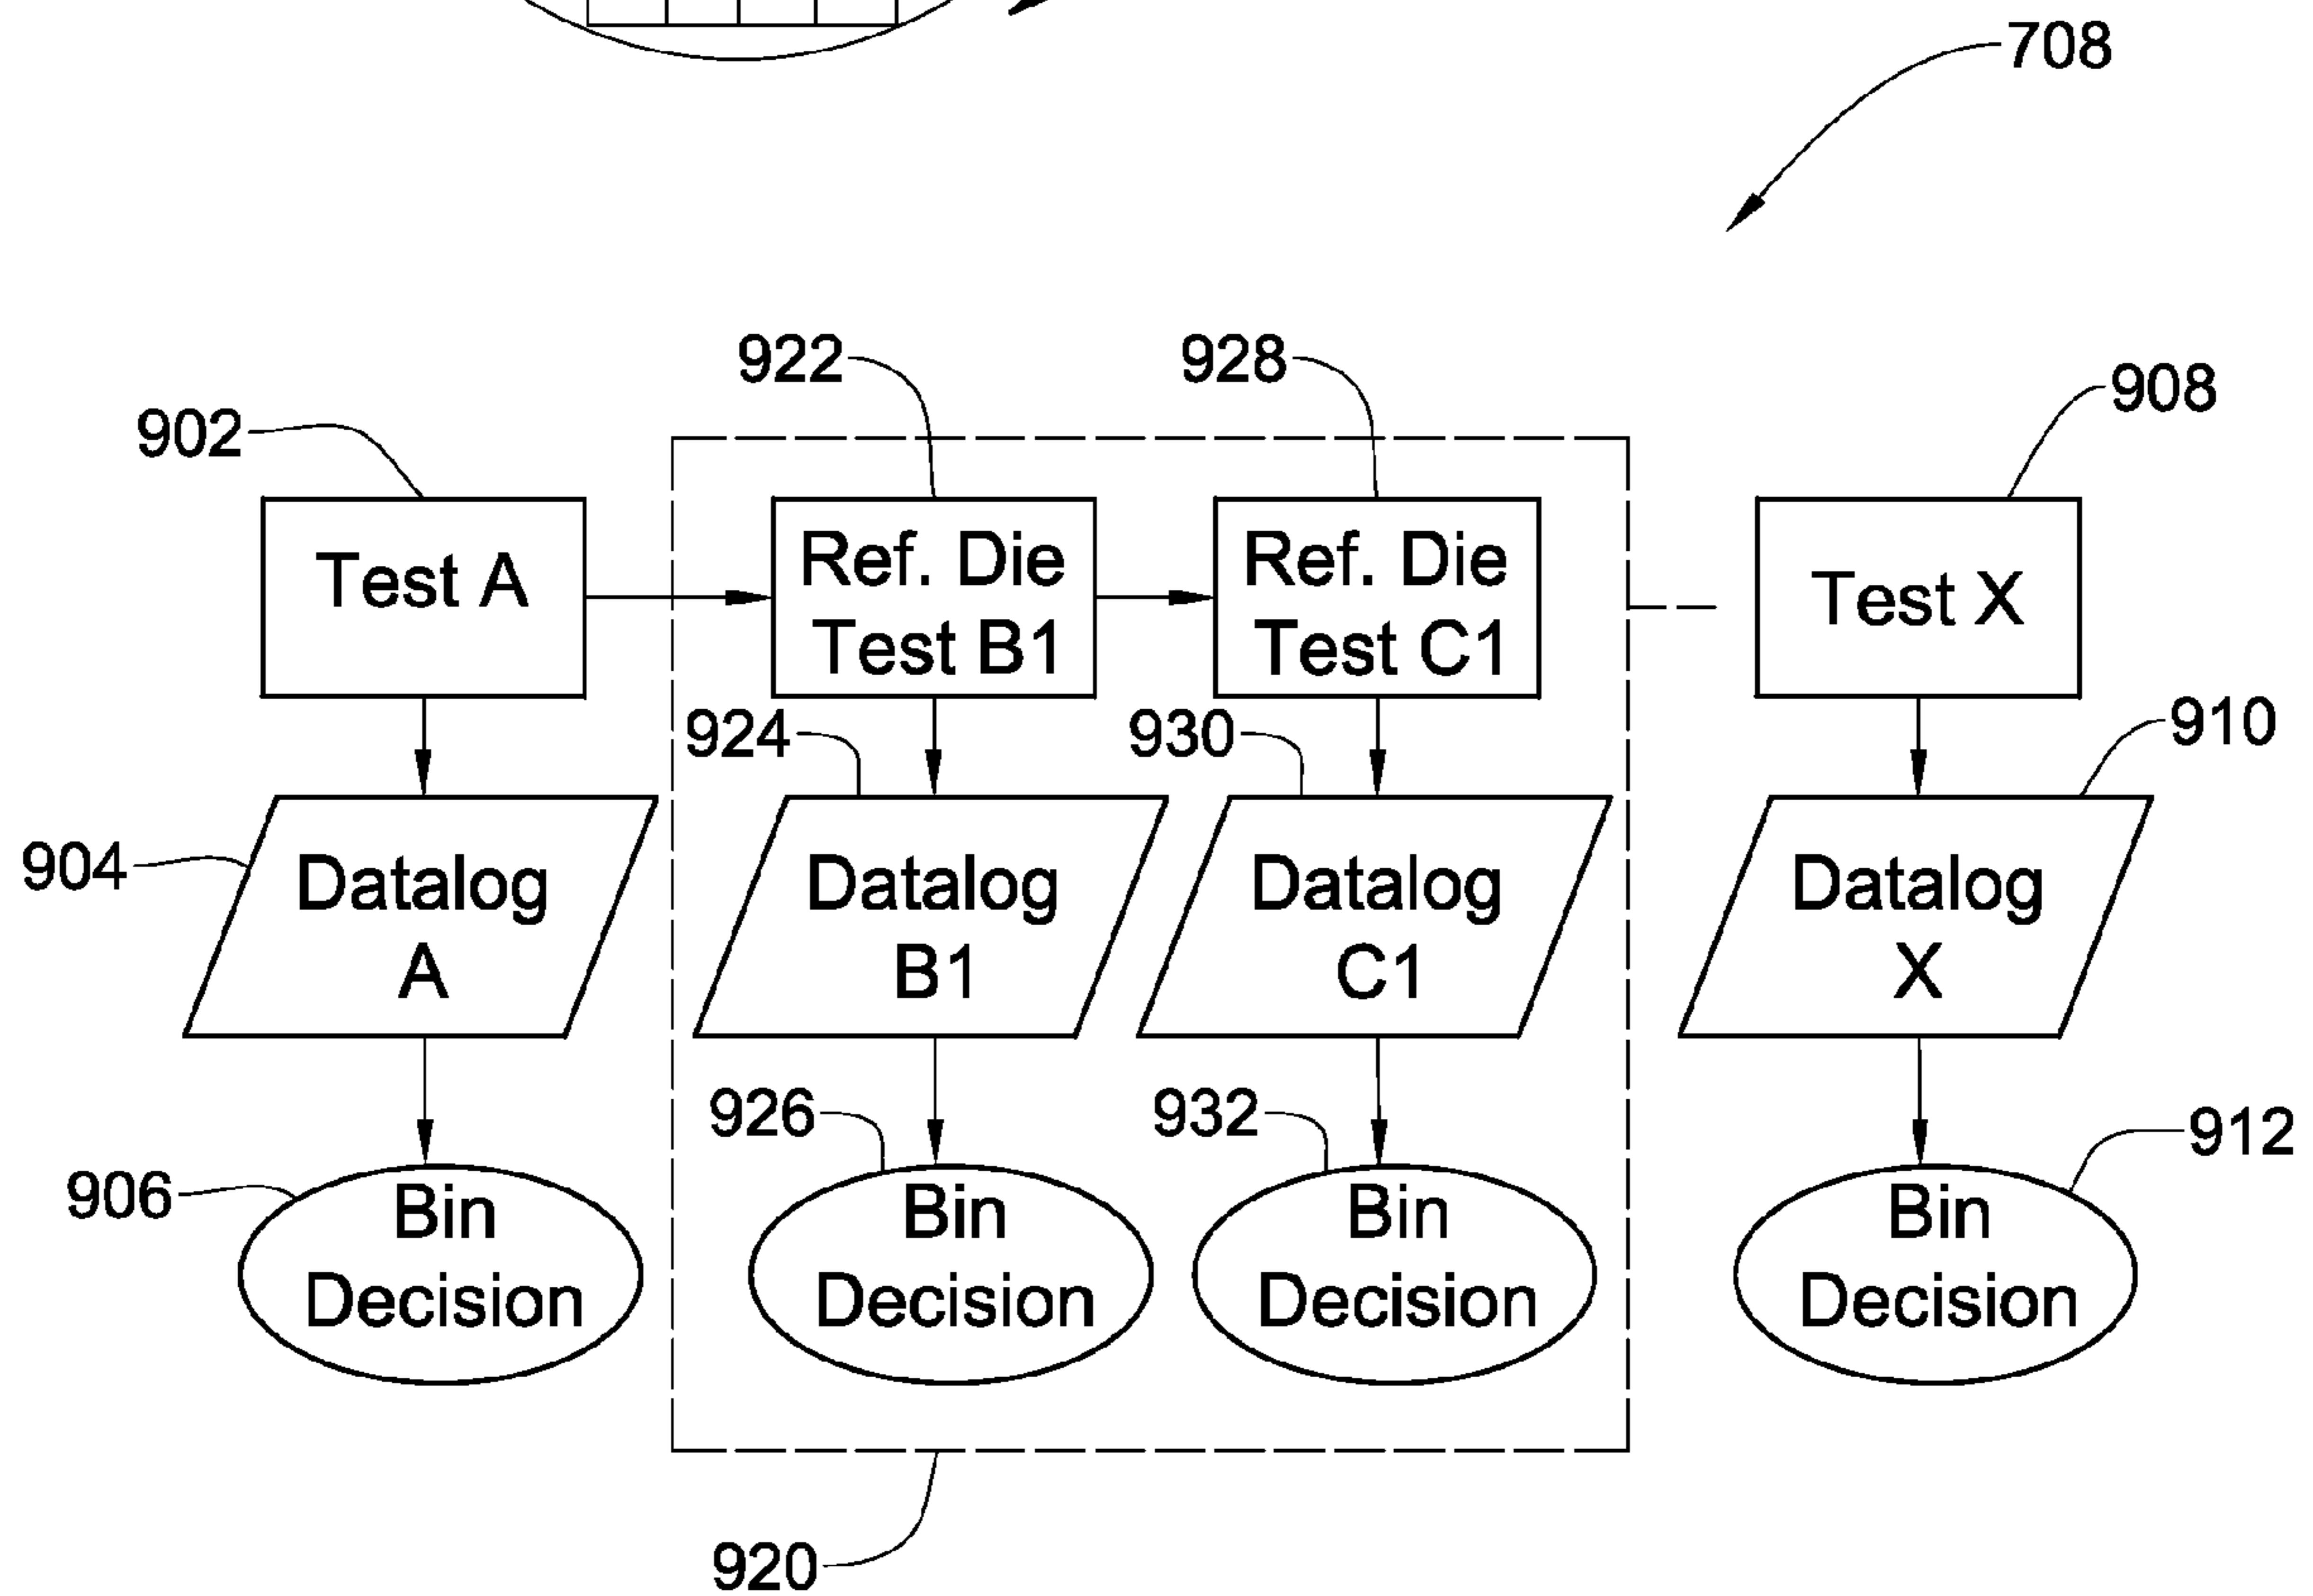 708
922
928
908
902
Test A
Ref. Die
Test B1
Ref. Die
Test C1
Test X
924
930
910
904
Datalog
A
Datalog
B1
Datalog
C1
Datalog
X
926
932
912
906
Bin
Decision
Bin
Decision
Bin
Decision
Bin
Decision
920